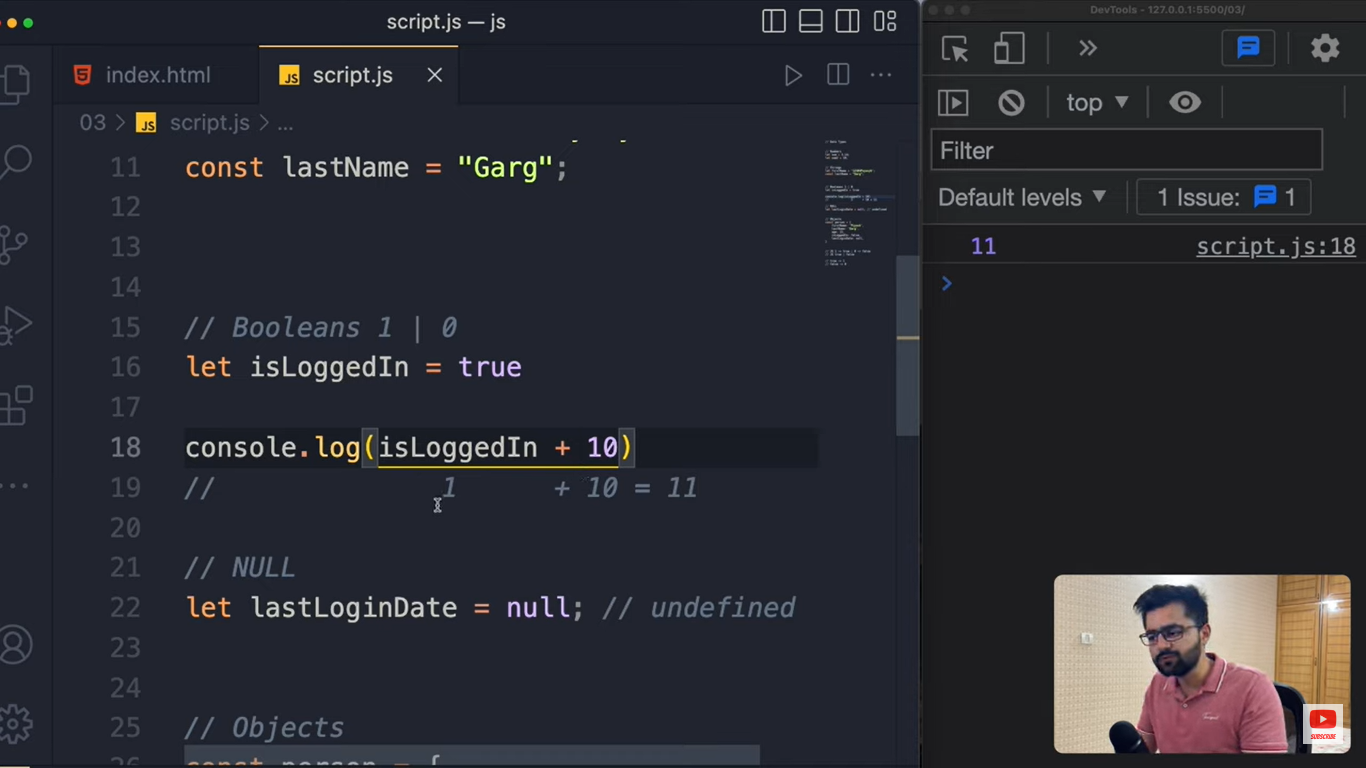 script.js — js
index.html
JS script.js
03 > JS script.js > ...
11 const lastName = "Garg";
12
13
14
15 // Booleans 1 | 0
16 let isLoggedIn = true
17
18 console.log(isLoggedIn + 10)
19 // 1 + 10 = 11
20
21 // NULL
22 let lastLoginDate = null; // undefined
23
24
25 // Objects
26 const person = {
DevTools - 127.0.0.1:5500/03/
top
Filter
Default levels
1 Issue: 1
11 script.js:18
SUBSCRIBE